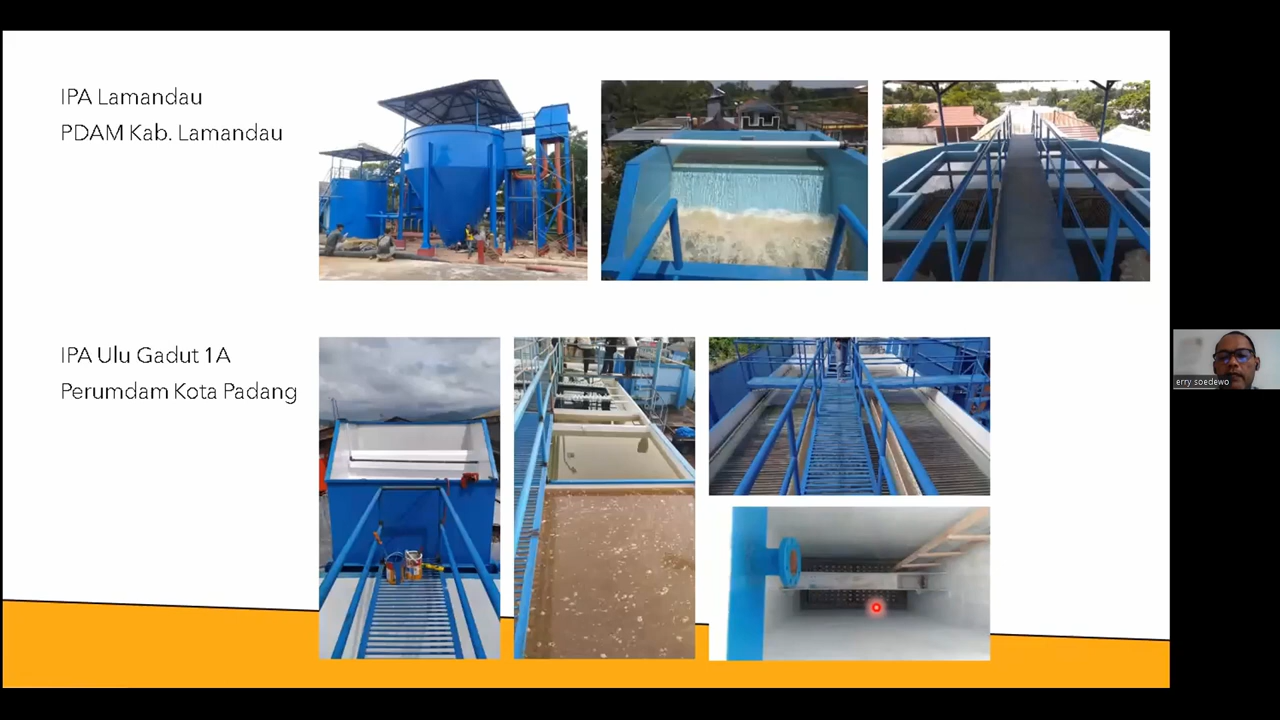 IPA Lamandau
PDAM Kab. Lamandau
IPA Ulu Gadut 1A
Perumdam Kota Padang
erry soedewo